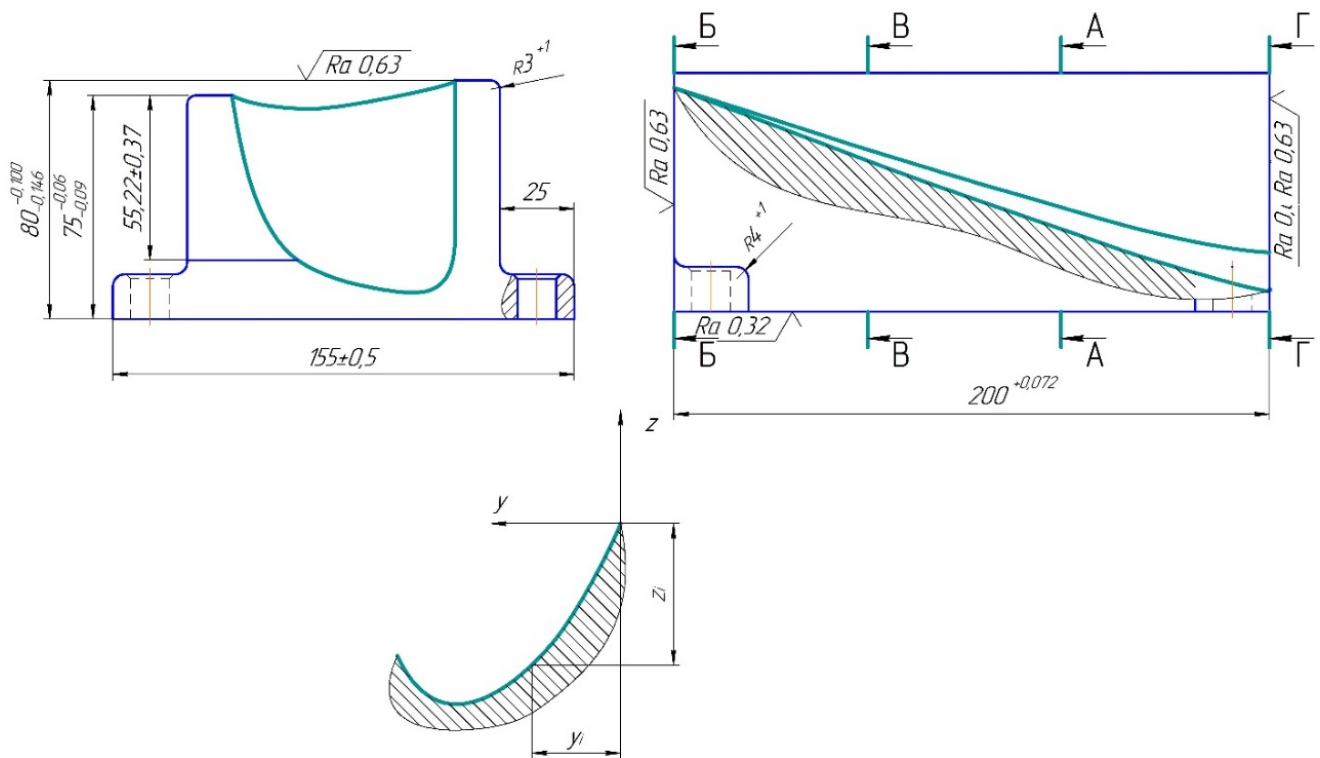 Ra 0,63
R3 +1
80 -0,100 -0,146
75 -0,06 -0,09
55,22±0,37
25
155±0,5
Б В А Г
Ra 0,63
Ra 0,63
Ra 0,
R4 +1
Ra 0,32
Б В А Г
200 +0,072
z
y
zi
yi